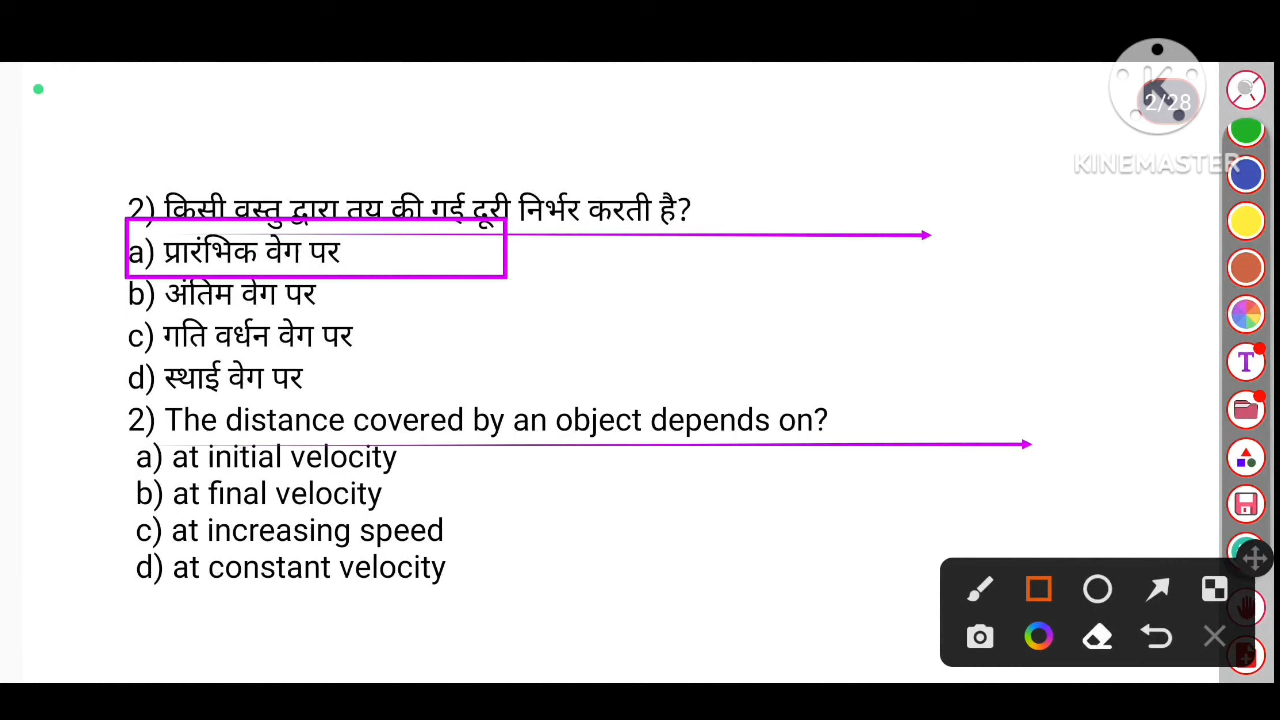 2/28
KINEMASTER
2) किसी वस्तु द्वारा तय की गई दूरी निर्भर करती है?
a) प्रारंभिक वेग पर
b) अंतिम वेग पर
c) गति वर्धन वेग पर
d) स्थाई वेग पर
2) The distance covered by an object depends on?
a) at initial velocity
b) at final velocity
c) at increasing speed
d) at constant velocity
T